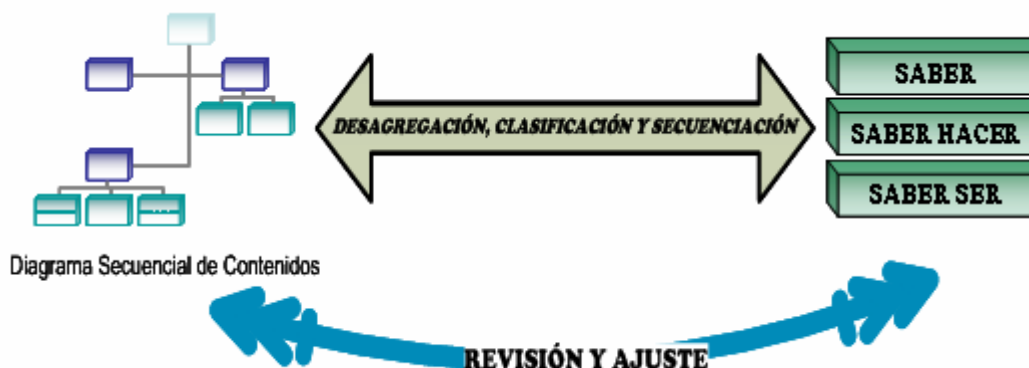 SABER
DESAGREGACIÓN, CLASIFICACIÓN Y SECUENCIACIÓN
SABER HACER
SABER SER
Diagrama Secuencial de Contenidos
REVISIÓN Y AJUSTE